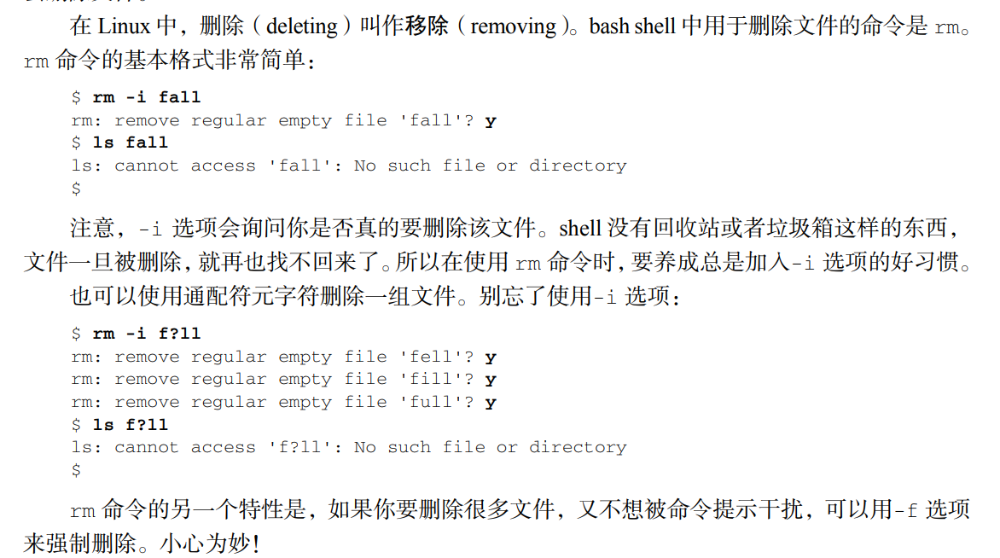 在 Linux 中，删除（deleting）叫作移除（removing）。bash shell 中用于删除文件的命令是 rm。
rm 命令的基本格式非常简单：
$ rm -i fall
rm: remove regular empty file 'fall'? y
$ ls fall
ls: cannot access 'fall': No such file or directory
$
注意，-i 选项会询问你是否真的要删除该文件。shell 没有回收站或者垃圾箱这样的东西，
文件一旦被删除，就再也找不回来了。所以在使用 rm 命令时，要养成总是加入-i 选项的好习惯。
也可以使用通配符元字符删除一组文件。别忘了使用-i 选项：
$ rm -i f?ll
rm: remove regular empty file 'fell'? y
rm: remove regular empty file 'fill'? y
rm: remove regular empty file 'full'? y
$ ls f?ll
ls: cannot access 'f?ll': No such file or directory
$
rm 命令的另一个特性是，如果你要删除很多文件，又不想被命令提示干扰，可以用-f 选项
来强制删除。小心为妙！